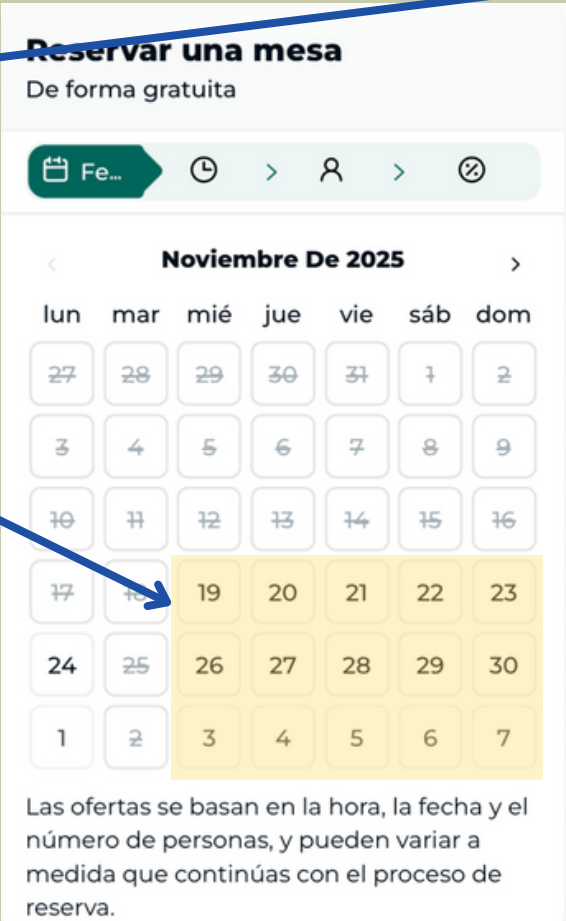 Reservar una mesa
De forma gratuita
Fe...
Noviembre De 2025
lun mar mié jue vie sáb dom
27 28 29 30 31 1 2
3 4 5 6 7 8 9
10 11 12 13 14 15 16
17 18 19 20 21 22 23
24 25 26 27 28 29 30
1 2 3 4 5 6 7
Las ofertas se basan en la hora, la fecha y el
número de personas, y pueden variar a
medida que continúas con el proceso de
reserva.